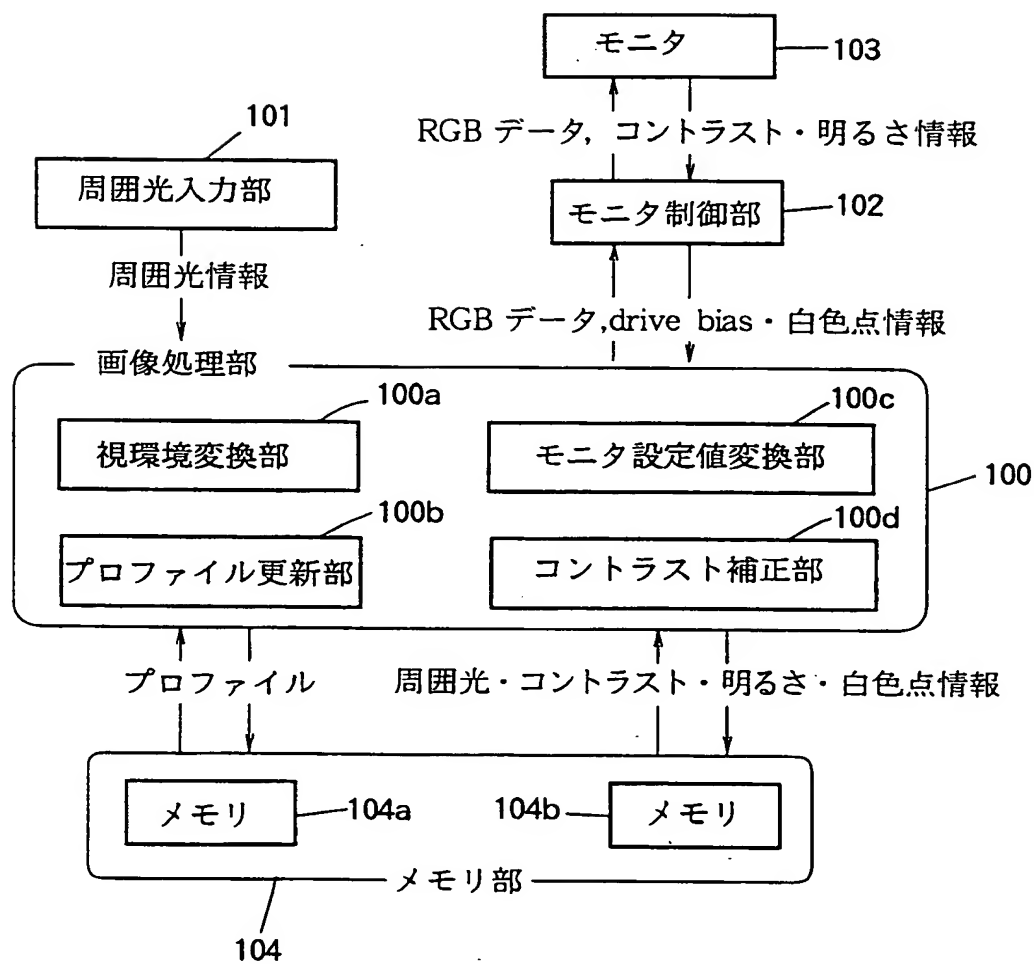 モニタ
103
101
RGB データ, コントラスト・明るさ情報
周囲光入力部
モニタ制御部
102
周囲光情報
RGB データ,drive bias・白色点情報
画像処理部
100a
100c
視環境変換部
モニタ設定値変換部
100
100b
100d
プロファイル更新部
コントラスト補正部
プロファイル
周囲光・コントラスト・明るさ・白色点情報
メモリ
104a
104b
メモリ
メモリ部
104